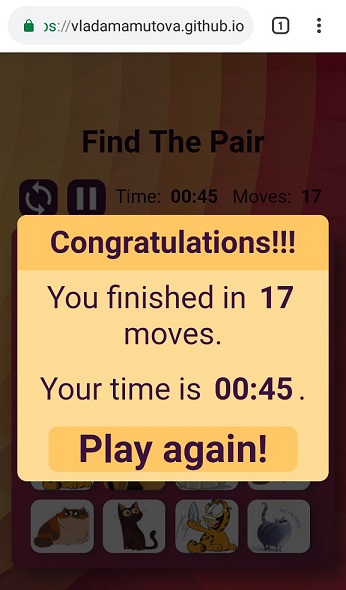 ps://vladamamutova.github.io 1
Find The Pair
Time: 00:45 Moves: 17
Congratulations!!!
You finished in 17
moves.
Your time is 00:45.
Play again!